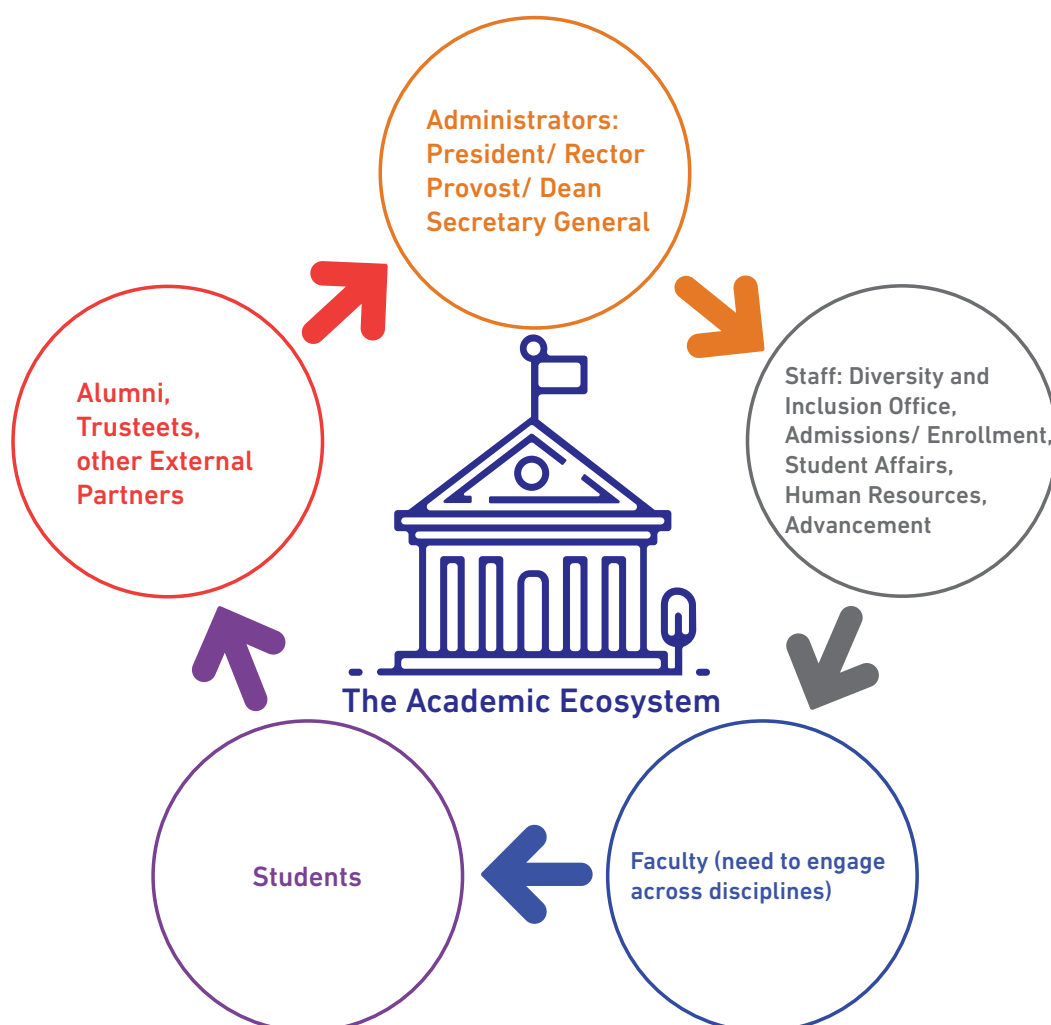 Administrators:
President/ Rector
Provost/ Dean
Secretary General
Alumni,
Trusteets,
other External
Partners
Staff: Diversity and
Inclusion Office,
Admissions/ Enrollment,
Student Affairs,
Human Resources,
Advancement
The Academic Ecosystem
Students
Faculty (need to engage
across disciplines)